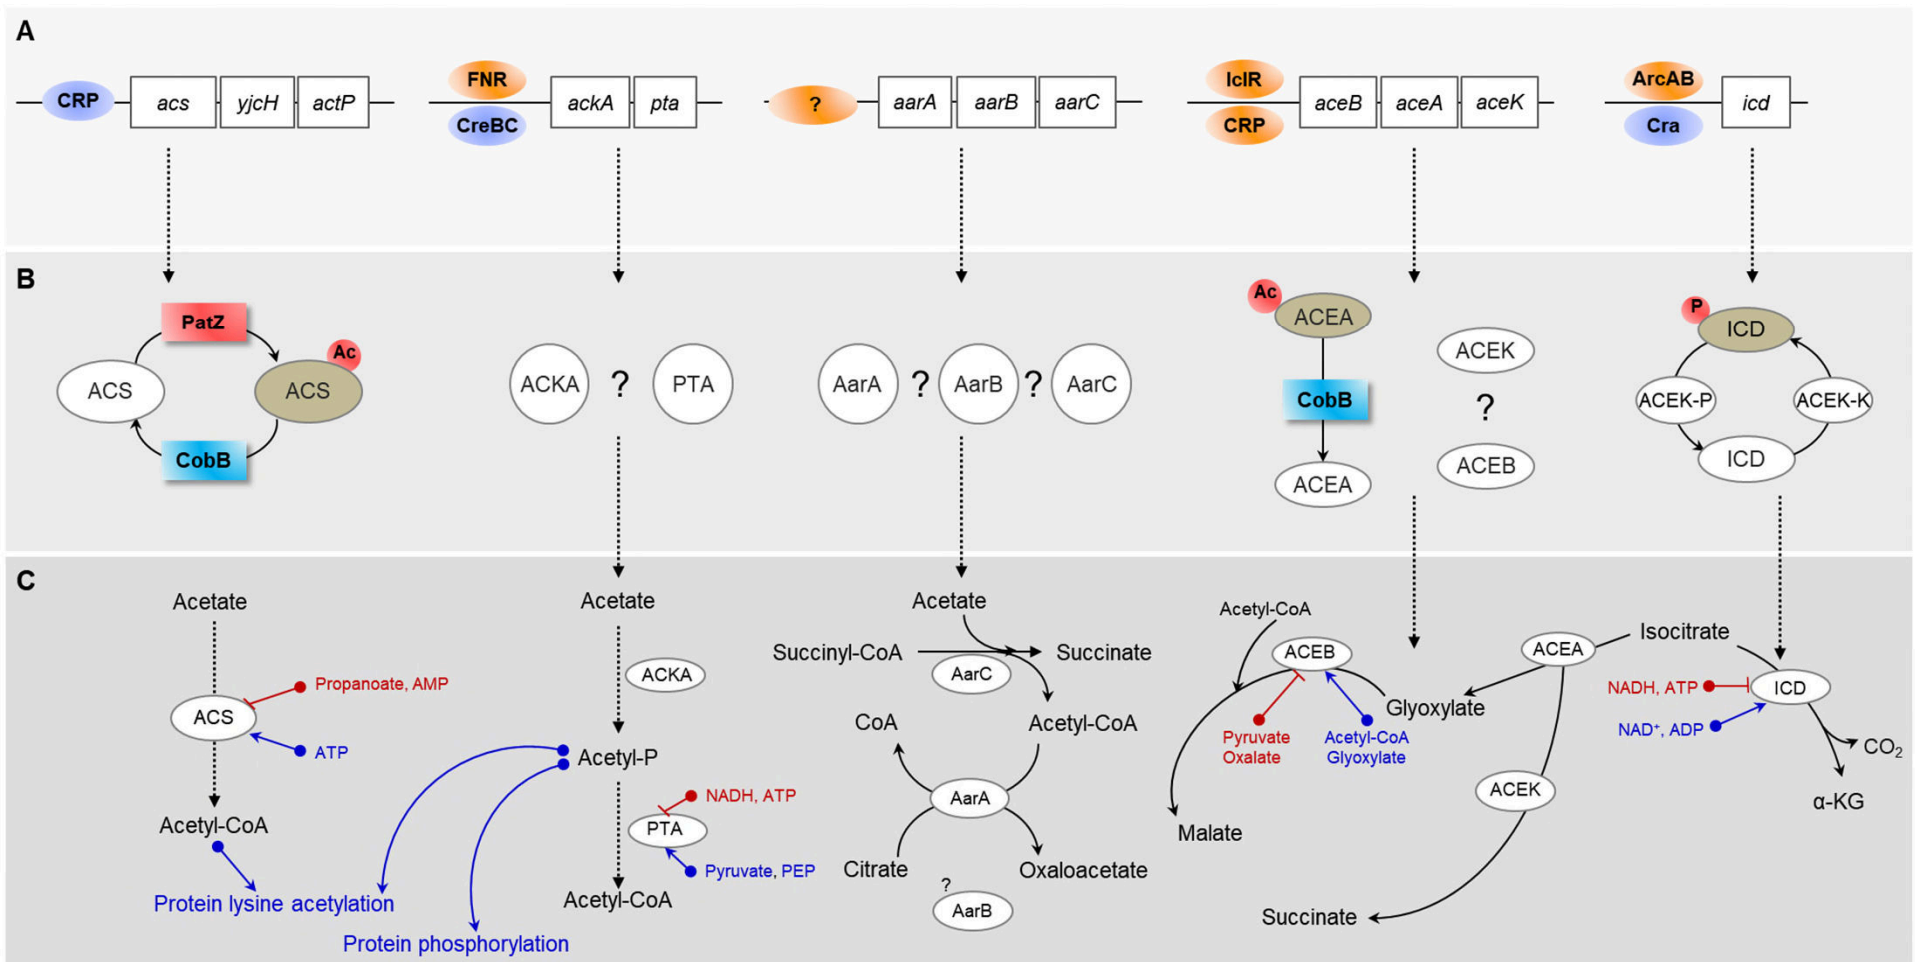 A
CRP
acs
yjcH
actP
FNR
CreBC
ackA
pta
?
aarA
aarB
aarC
IclR
CRP
aceB
aceA
aceK
ArcAB
Cra
icd
B
PatZ
ACS
Ac
ACS
CobB
ACKA
?
PTA
AarA
?
AarB
?
AarC
Ac
ACEA
CobB
ACEA
ACEK
?
ACEB
P
ICD
ACEK-P
ACEK-K
ICD
C
Acetate
Propanoate, AMP
ACS
ATP
Acetyl-CoA
Protein lysine acetylation
Acetate
ACKA
Acetyl-P
NADH, ATP
PTA
Pyruvate, PEP
Acetyl-CoA
Protein phosphorylation
Acetate
Succinyl-CoA
Succinate
AarC
CoA
Acetyl-CoA
AarA
Citrate
Oxaloacetate
?
AarB
Acetyl-CoA
ACEB
Glyoxylate
Pyruvate
Oxalate
Acetyl-CoA
Glyoxylate
Malate
ACEA
Isocitrate
ACEK
Succinate
NADH, ATP
ICD
NAD⁺, ADP
CO₂
α-KG